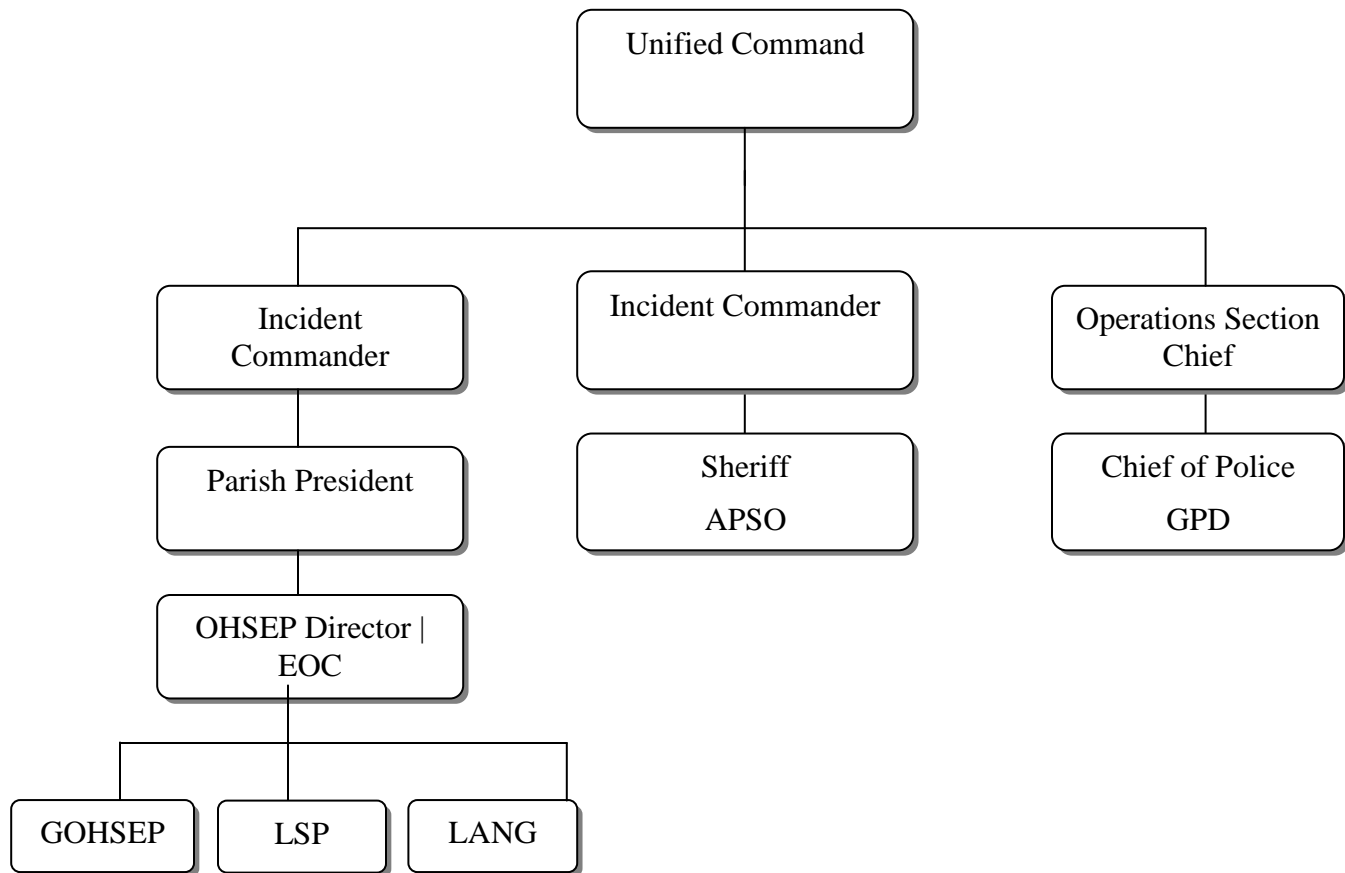 Unified Command
Incident
Commander
Incident Commander
Operations Section
Chief
Parish President
Sheriff
APSO
Chief of Police
GPD
OHSEP Director |
EOC
GOHSEP
LSP
LANG